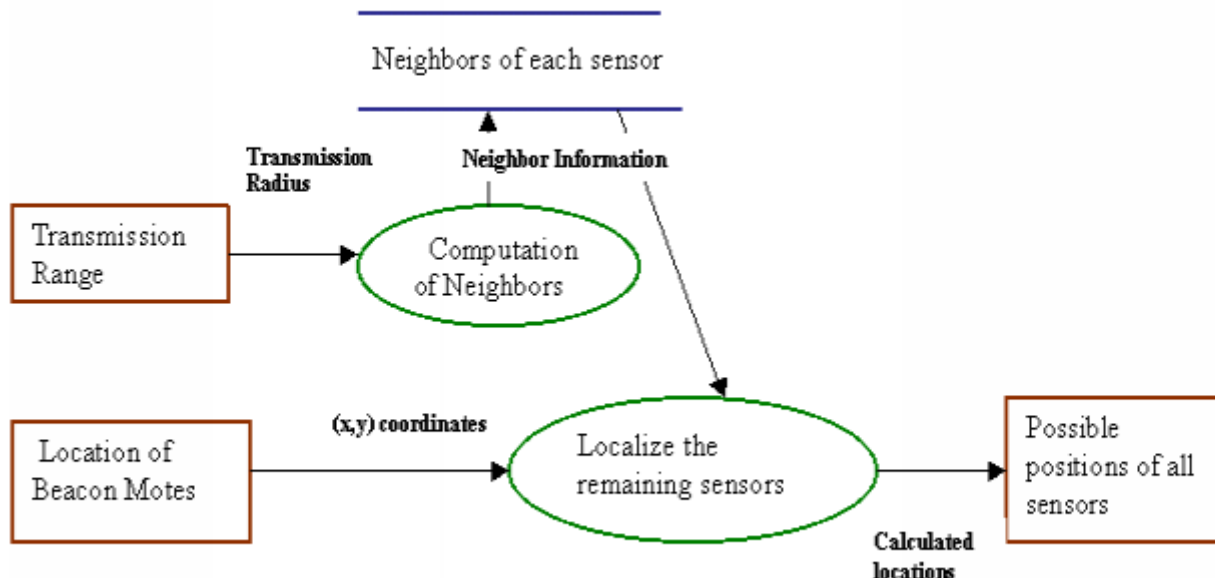 Neighbors of each sensor
Transmission
Radius
Neighbor Information
Transmission
Range
Computation
of Neighbors
(x,y) coordinates
Location of
Beacon Motes
Localize the
remaining sensors
Possible
positions of all
sensors
Calculated
locations